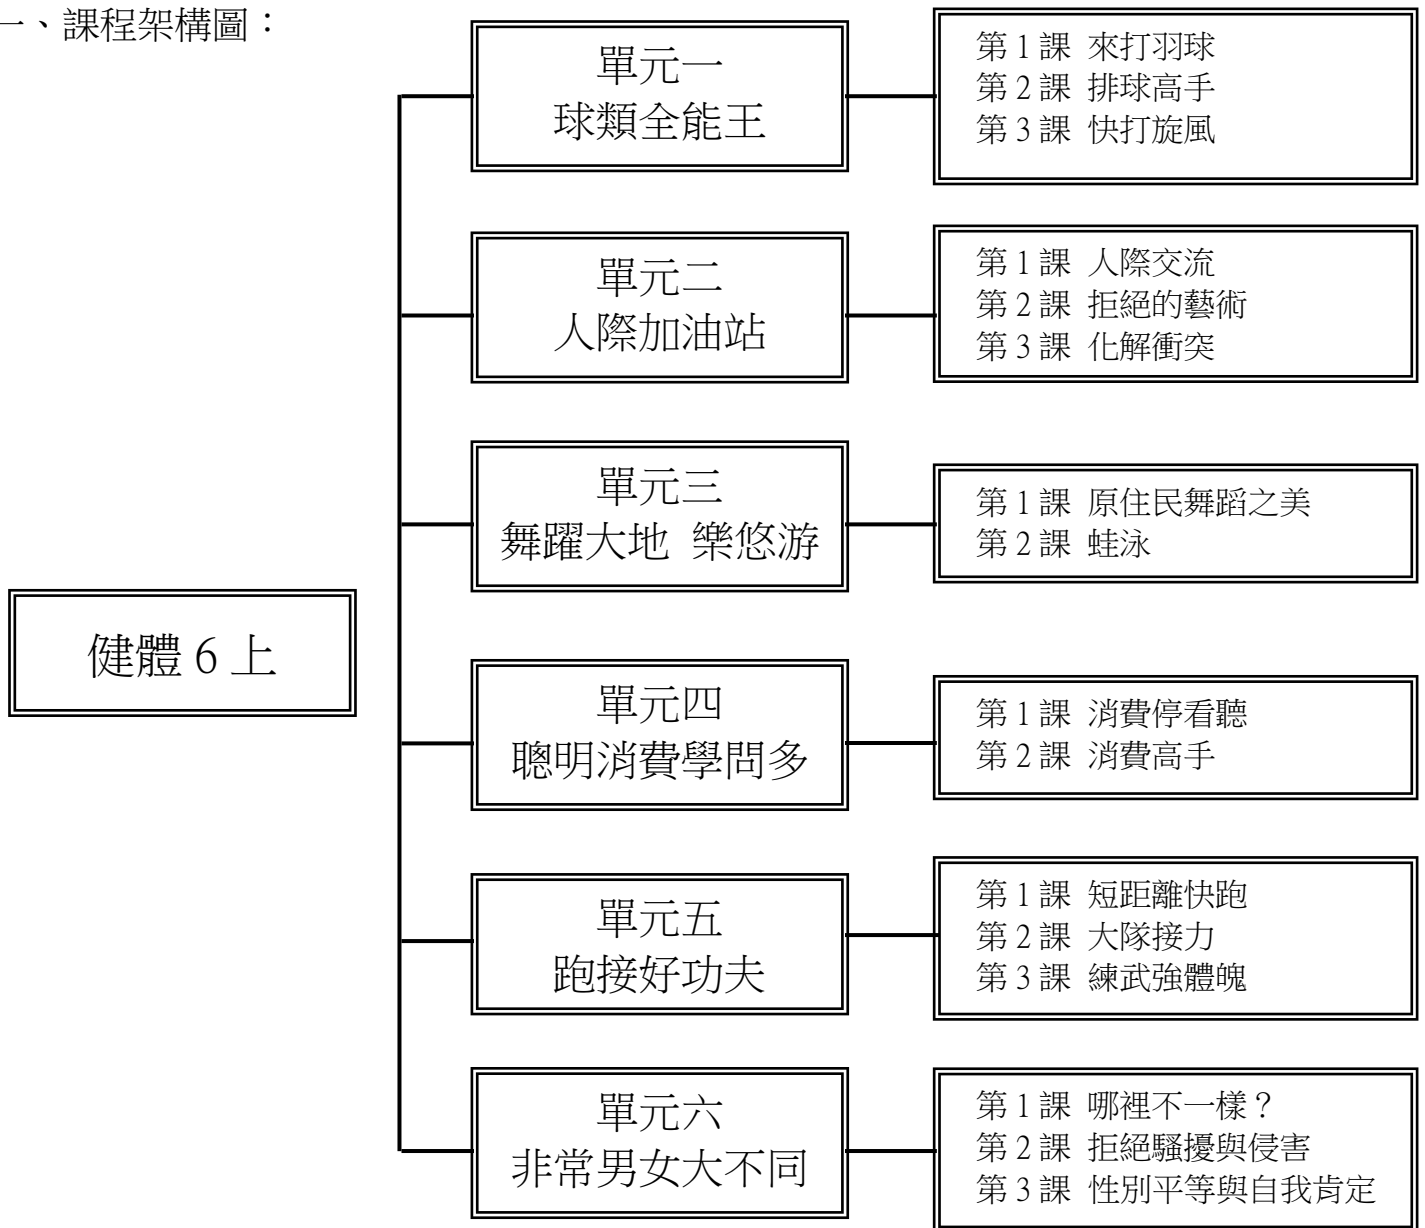 一、課程架構圖：
健體 6 上
單元一
球類全能王
第 1 課 來打羽球
第 2 課 排球高手
第 3 課 快打旋風
單元二
人際加油站
第 1 課 人際交流
第 2 課 拒絕的藝術
第 3 課 化解衝突
單元三
舞躍大地 樂悠游
第 1 課 原住民舞蹈之美
第 2 課 蛙泳
單元四
聰明消費學問多
第 1 課 消費停看聽
第 2 課 消費高手
單元五
跑接好功夫
第 1 課 短距離快跑
第 2 課 大隊接力
第 3 課 練武強體魄
單元六
非常男女大不同
第 1 課 哪裡不一樣？
第 2 課 拒絕騷擾與侵害
第 3 課 性別平等與自我肯定